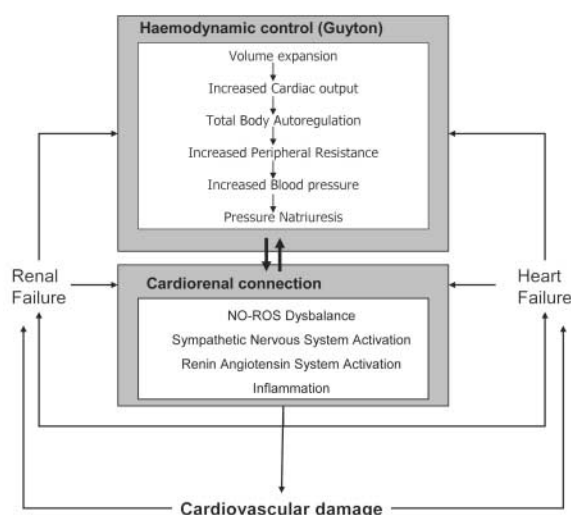 Haemodynamic control (Guyton)
Volume expansion
Increased Cardiac output
Total Body Autoregulation
Increased Peripheral Resistance
Increased Blood pressure
Pressure Natriuresis
Renal
Failure
Heart
Failure
Cardiorenal connection
NO-ROS Dysbalance
Sympathetic Nervous System Activation
Renin Angiotensin System Activation
Inflammation
Cardiovascular damage